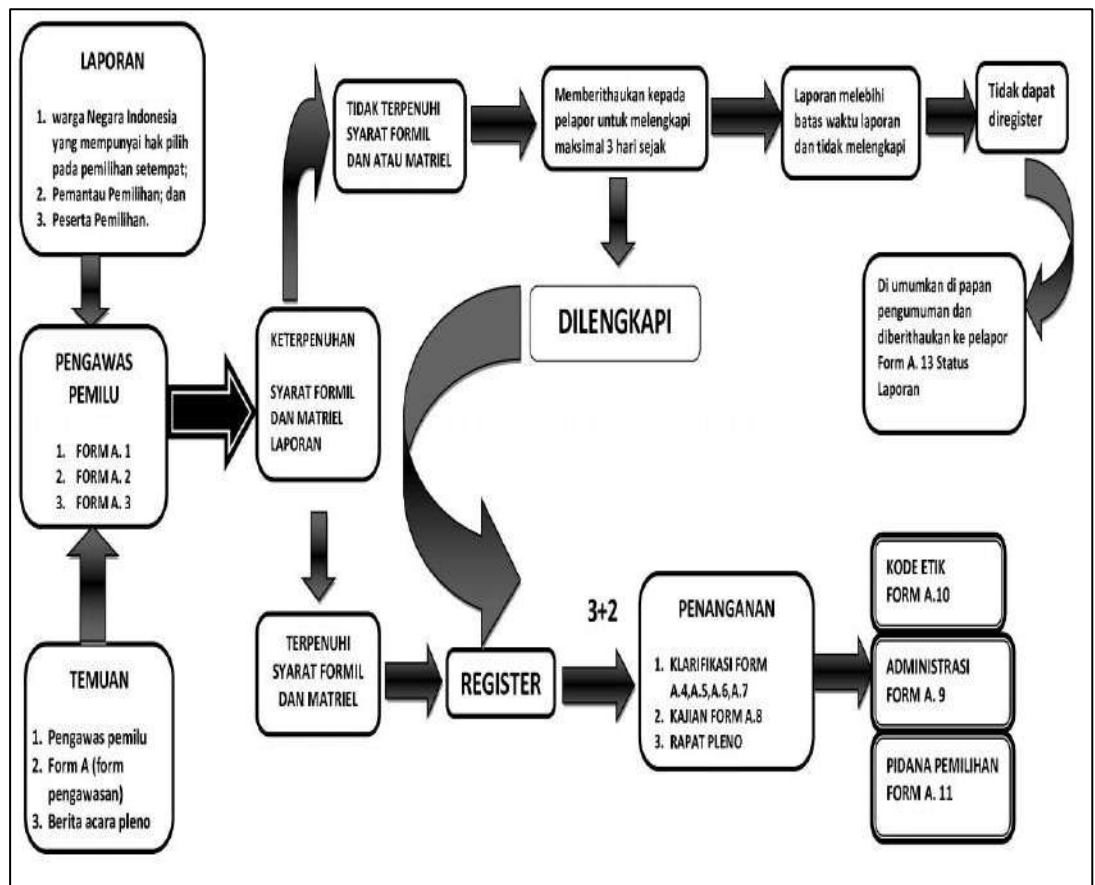 LAPORAN
1. warga Negara Indonesia
yang mempunyai hak pilih
pada pemilihan setempat;
2. Pemantau Pemilihan; dan
3. Peserta Pemilihan.
PENGAWAS
PEMILU
1. FORM A. 1
2. FORM A. 2
3. FORM A. 3
TEMUAN
1. Pengawas pemilu
2. Form A (form
pengawasan)
3. Berita acara pleno
KETERPENUHAN
SYARAT FORMIL
DAN MATRIEL
LAPORAN
TIDAK TERPENUHI
SYARAT FORMIL
DAN ATAU MATRIEL
Memberithaukan kepada
pelapor untuk melengkapi
maksimal 3 hari sejak
Laporan melebihi
batas waktu laporan
dan tidak melengkapi
Tidak dapat
diregister
Di umumkan di papan
pengumuman dan
diberithaukan ke pelapor
Form A. 13 Status
Laporan
DILENGKAPI
TERPENUHI
SYARAT FORMIL
DAN MATRIEL
REGISTER
3+2
PENANGANAN
1. KLARIFIKASI FORM
A.4,A.5,A.6,A.7
2. KAJIAN FORM A.8
3. RAPAT PLENO
KODE ETIK
FORM A.10
ADMINISTRASI
FORM A. 9
PIDANA PEMILIHAN
FORM A. 11